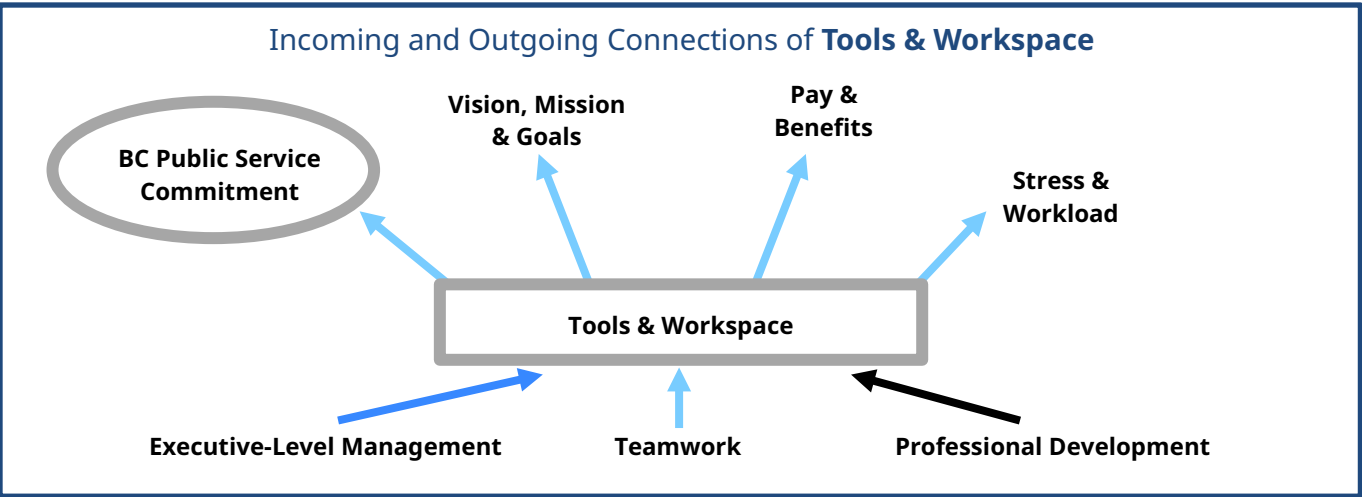 Incoming and Outgoing Connections of Tools & Workspace
BC Public Service
Commitment
Vision, Mission
& Goals
Pay &
Benefits
Stress &
Workload
Tools & Workspace
Executive-Level Management
Teamwork
Professional Development